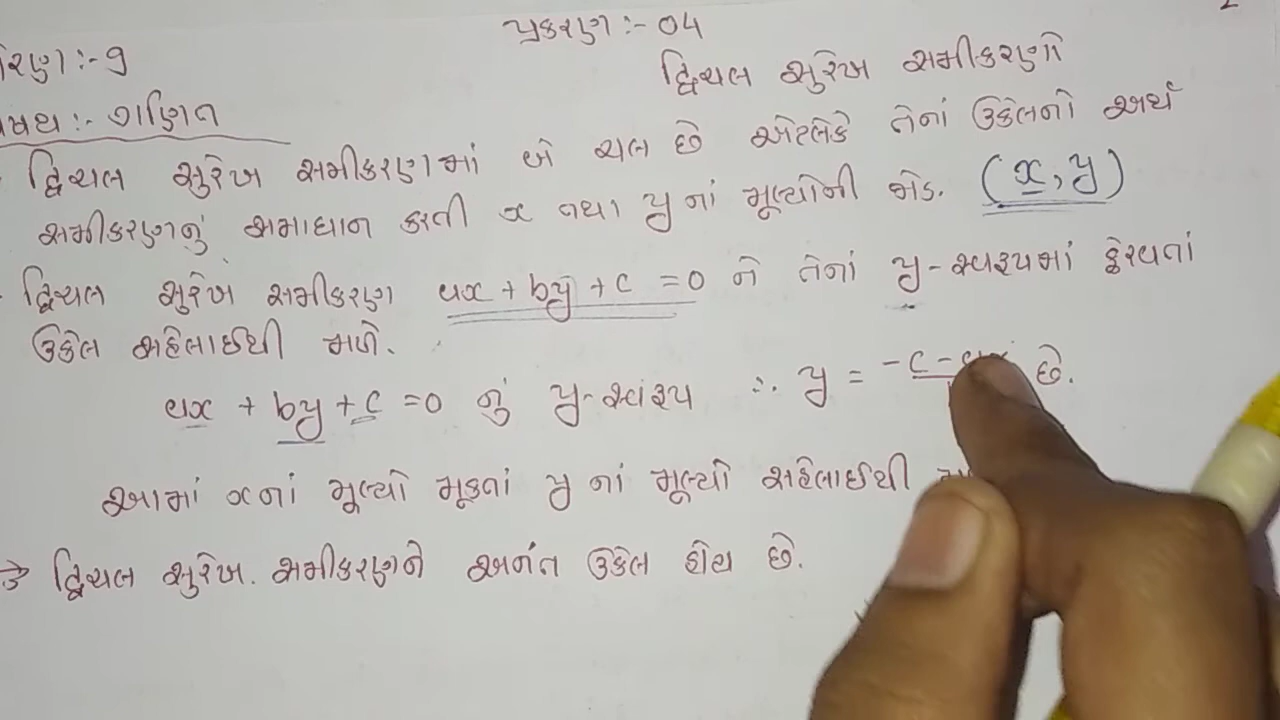 પ્રકરણ :- 04
ધોરણ :- 9
દ્વિચલ સુરેખ સમીકરણો
વિષય :- ગણિત
દ્વિચલ સુરેખ સમીકરણમાં બે ચલ છે એટલેકે તેનાં ઉકેલનો અર્થ
સમીકરણનું સમાધાન કરતી x તથા y નાં મૂલ્યોની જોડ. (x, y)
દ્વિચલ સુરેખ સમીકરણ ax + by + c = 0 ને તેનાં y - સ્વરૂપમાં ફેરવતાં
ઉકેલ સહેલાઈથી મળે.
ax + by + c = 0 નું y - સ્વરૂપ ∴ y = -c - છે.
આમાં x નાં મૂલ્યો મૂકતાં y નાં મૂલ્યો સહેલાઈથી
→ દ્વિચલ સુરેખ સમીકરણને અનંત ઉકેલ હોય છે.